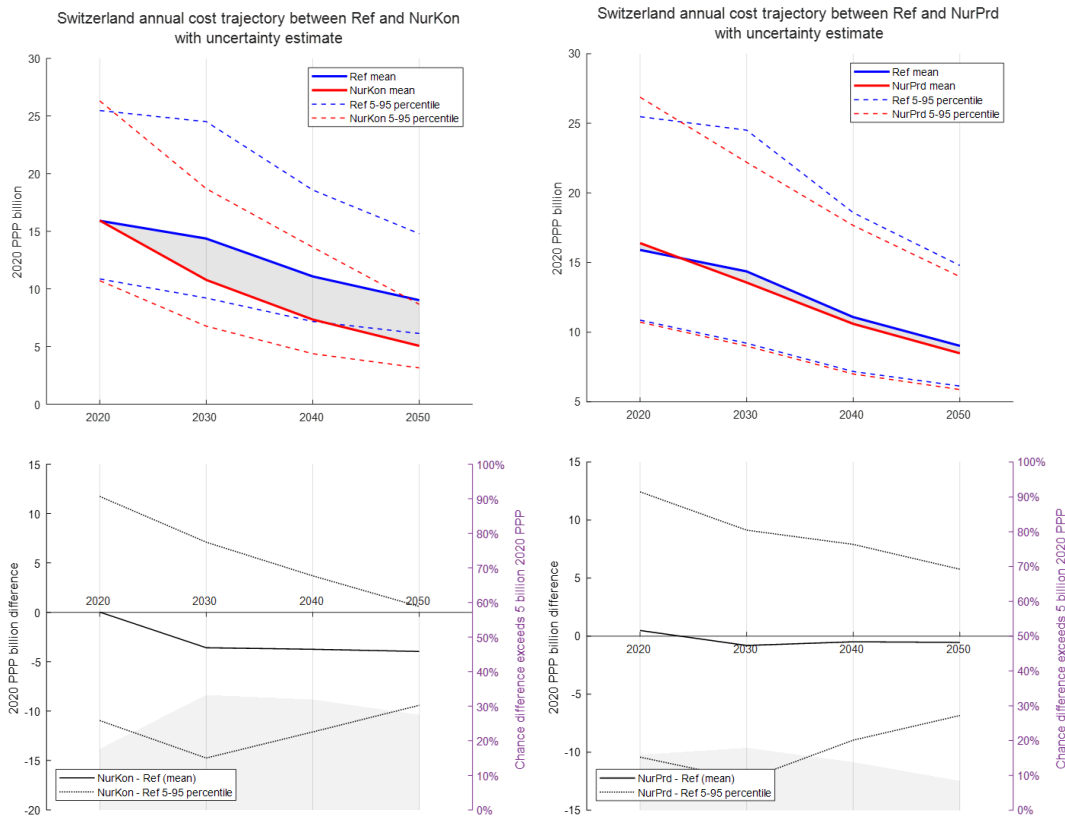 Switzerland annual cost trajectory between Ref and NurKon
with uncertainty estimate
30
25
20
15
10
5
0
2020 PPP billion
Ref mean
NurKon mean
Ref 5-95 percentile
NurKon 5-95 percentile
2020 2030 2040 2050
Switzerland annual cost trajectory between Ref and NurPrd
with uncertainty estimate
30
25
20
15
10
5
2020 PPP billion
Ref mean
NurPrd mean
Ref 5-95 percentile
NurPrd 5-95 percentile
2020 2030 2040 2050
15
10
5
0
-5
-10
-15
-20
2020 PPP billion difference
2020 2030 2040 2050
NurKon - Ref (mean)
NurKon - Ref 5-95 percentile
100%
90%
80%
70%
60%
50%
40%
30%
20%
10%
0%
Chance difference exceeds 5 billion 2020 PPP
15
10
5
0
-5
-10
-15
2020 PPP billion difference
2020 2030 2040 2050
NurPrd - Ref (mean)
NurPrd - Ref 5-95 percentile
100%
90%
80%
70%
60%
50%
40%
30%
20%
10%
0%
Chance difference exceeds 5 billion 2020 PPP